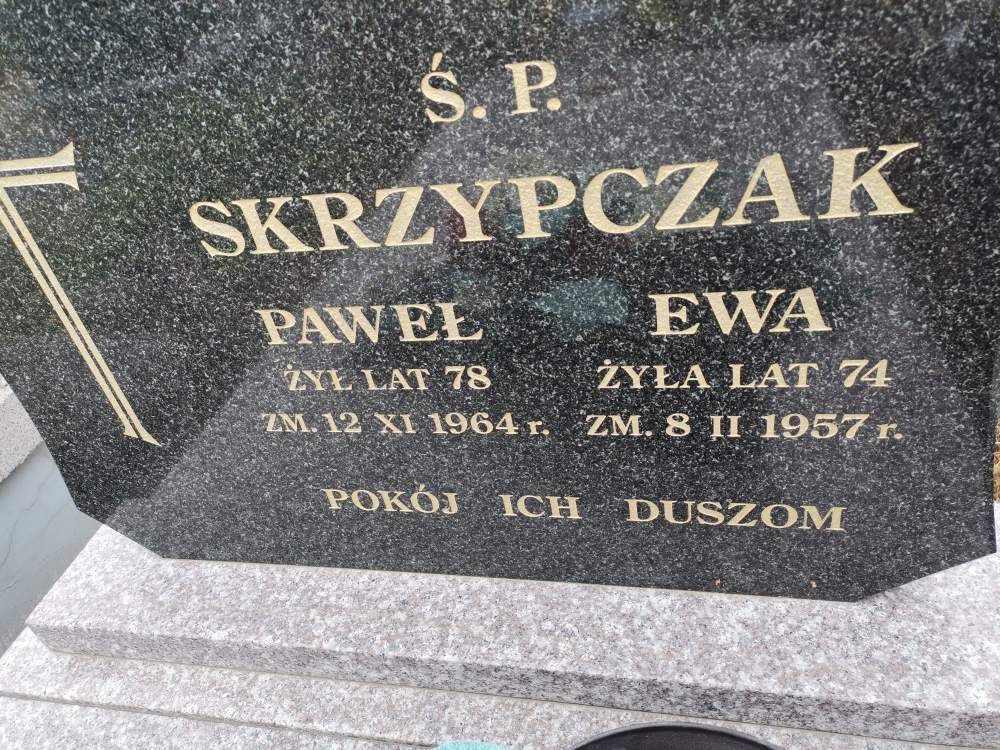 Ś. P.
SKRZYPCZAK
PAWEŁ EWA
ŻYŁ LAT 78 ŻYŁA LAT 74
ZM. 12 XI 1964 r. ZM. 8 II 1957 r.
POKÓJ ICH DUSZOM